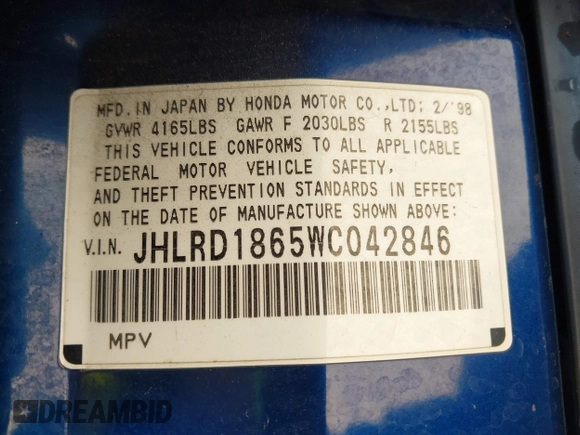 MFD. IN JAPAN BY HONDA MOTOR CO.,LTD; 2/'98
GVWR 4165LBS GAWR F 2030LBS R 2155LBS
THIS VEHICLE CONFORMS TO ALL APPLICABLE
FEDERAL MOTOR VEHICLE SAFETY,
AND THEFT PREVENTION STANDARDS IN EFFECT
ON THE DATE OF MANUFACTURE SHOWN ABOVE:
V.I.N. JHLRD1865WC042846
MPV
DREAMBID